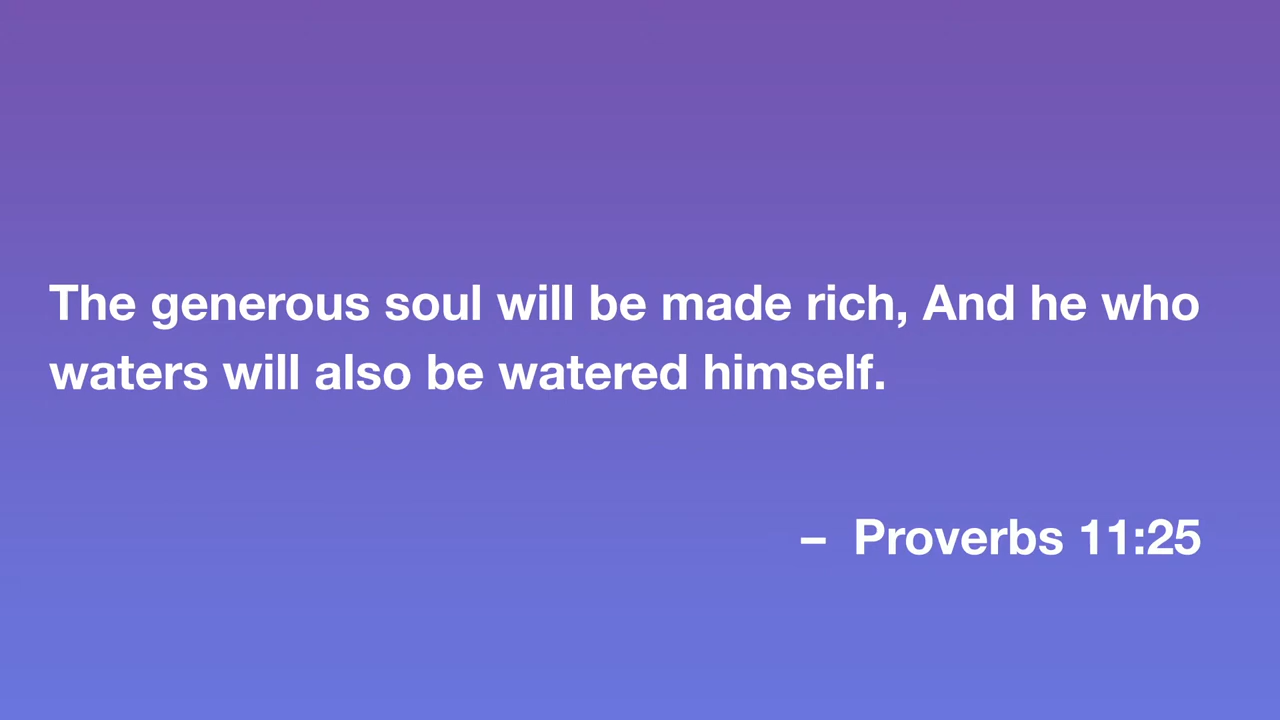 The generous soul will be made rich, And he who
waters will also be watered himself.
– Proverbs 11:25